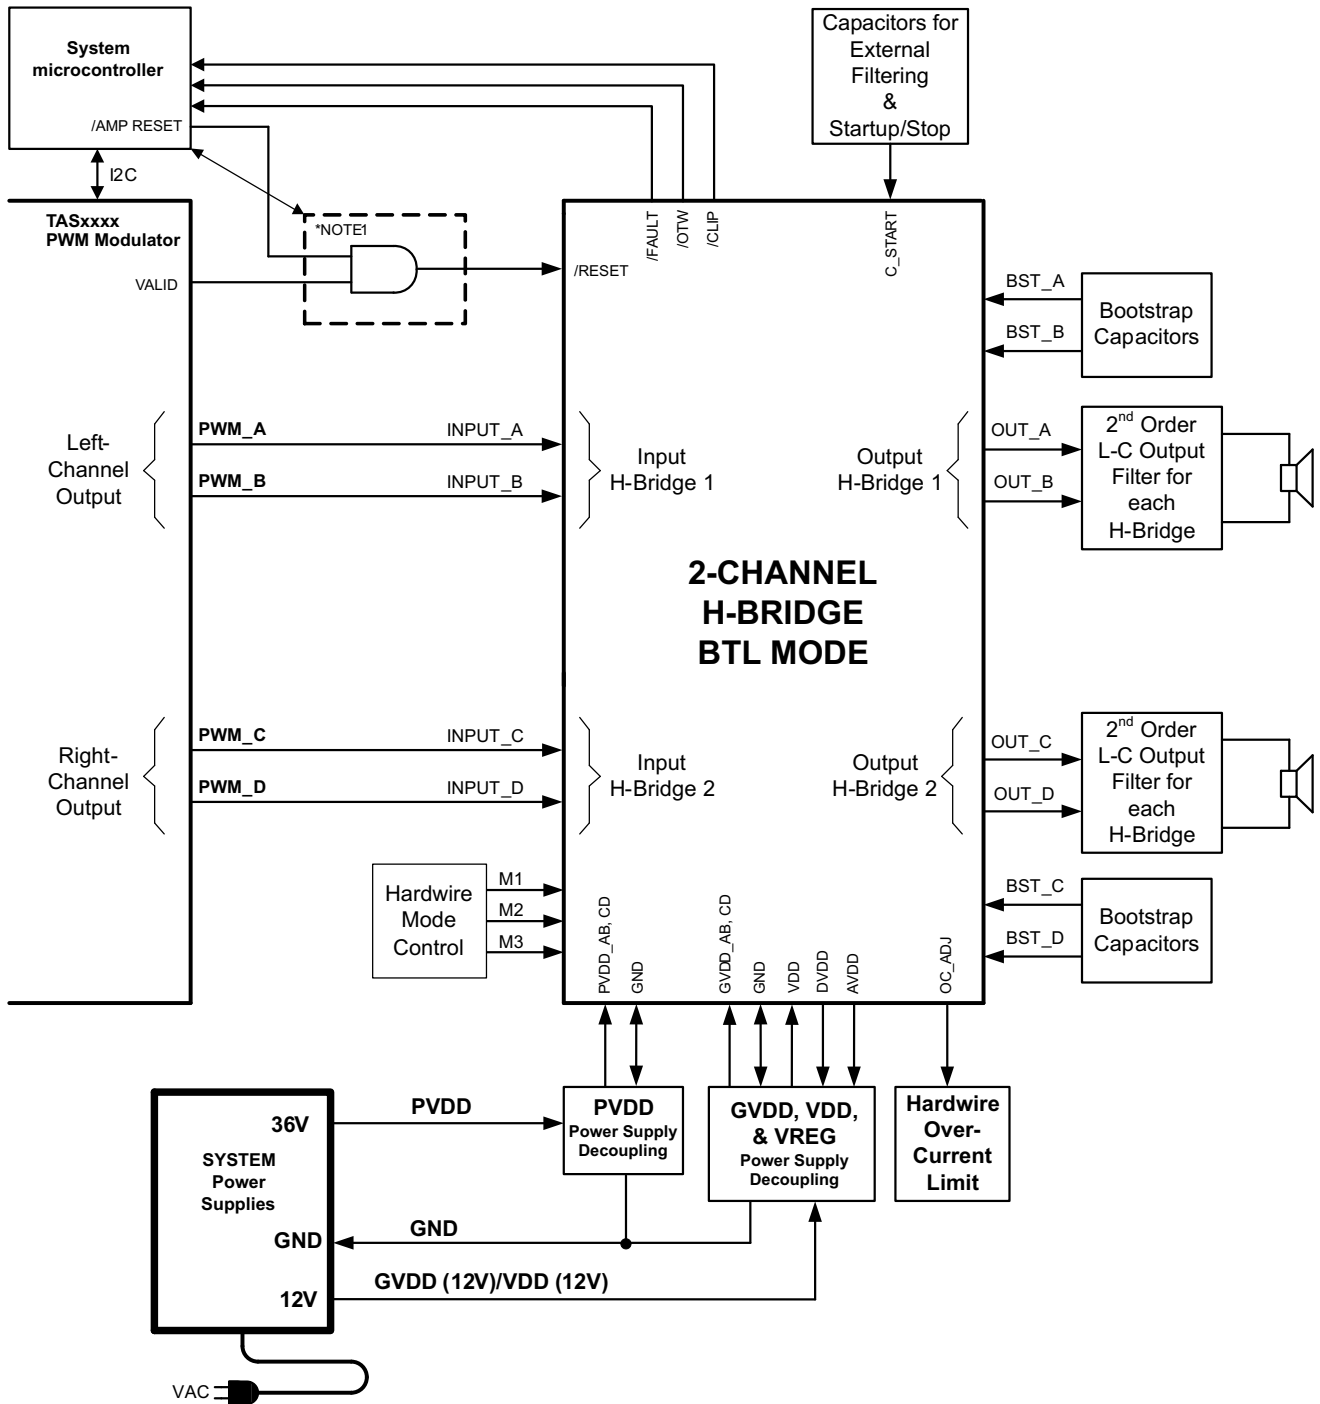 System
microcontroller
/AMP RESET
I2C
Capacitors for
External
Filtering
&
Startup/Stop
TASxxxx
PWM Modulator
VALID
*NOTE1
/RESET
/FAULT
/OTW
/CLIP
C_START
BST_A
BST_B
Bootstrap
Capacitors
Left-
Channel
Output
PWM_A
PWM_B
INPUT_A
INPUT_B
Input
H-Bridge 1
Output
H-Bridge 1
OUT_A
OUT_B
2nd Order
L-C Output
Filter for
each
H-Bridge
2-CHANNEL
H-BRIDGE
BTL MODE
Right-
Channel
Output
PWM_C
PWM_D
INPUT_C
INPUT_D
Input
H-Bridge 2
Output
H-Bridge 2
OUT_C
OUT_D
2nd Order
L-C Output
Filter for
each
H-Bridge
Hardwire
Mode
Control
M1
M2
M3
PVDD_AB, CD
GND
GVDD_AB, CD
GND
VDD
DVDD
AVDD
OC_ADJ
BST_C
BST_D
Bootstrap
Capacitors
36V
SYSTEM
Power
Supplies
GND
12V
PVDD
PVDD
Power Supply
Decoupling
GVDD, VDD,
& VREG
Power Supply
Decoupling
Hardwire
Over-
Current
Limit
GND
GVDD (12V)/VDD (12V)
VAC